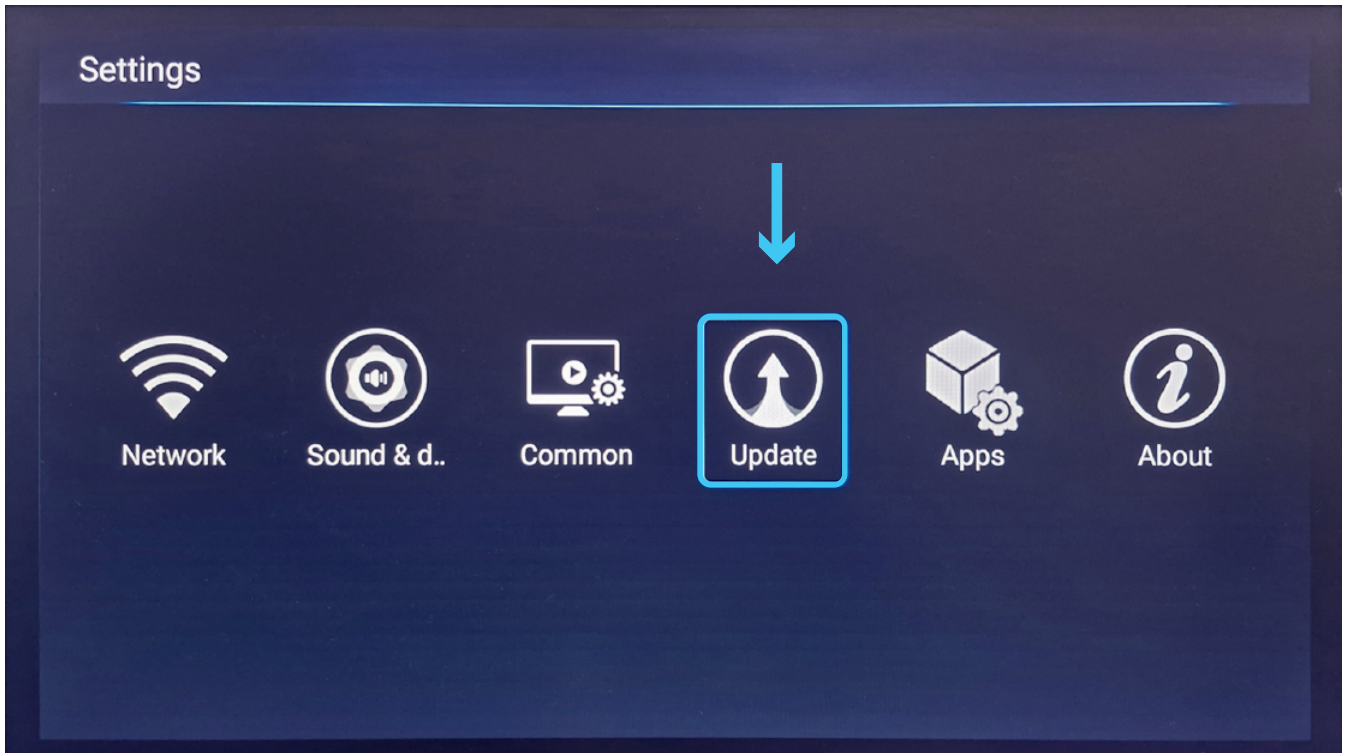 Settings
Network
Sound & d..
Common
Update
Apps
About